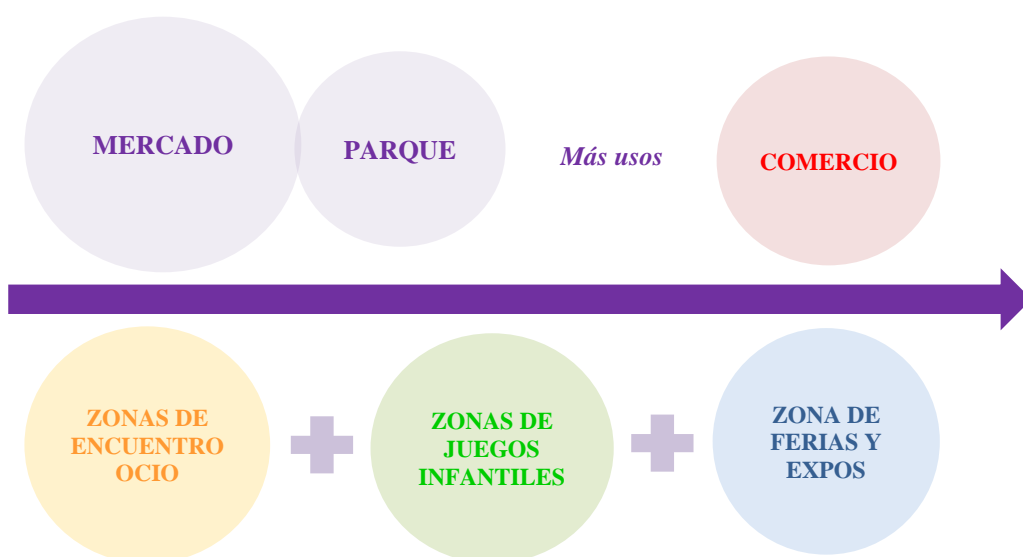 MERCADO
PARQUE
Más usos
COMERCIO
ZONAS DE
ENCUENTRO
OCIO
ZONAS DE
JUEGOS
INFANTILES
ZONA DE
FERIAS Y
EXPOS